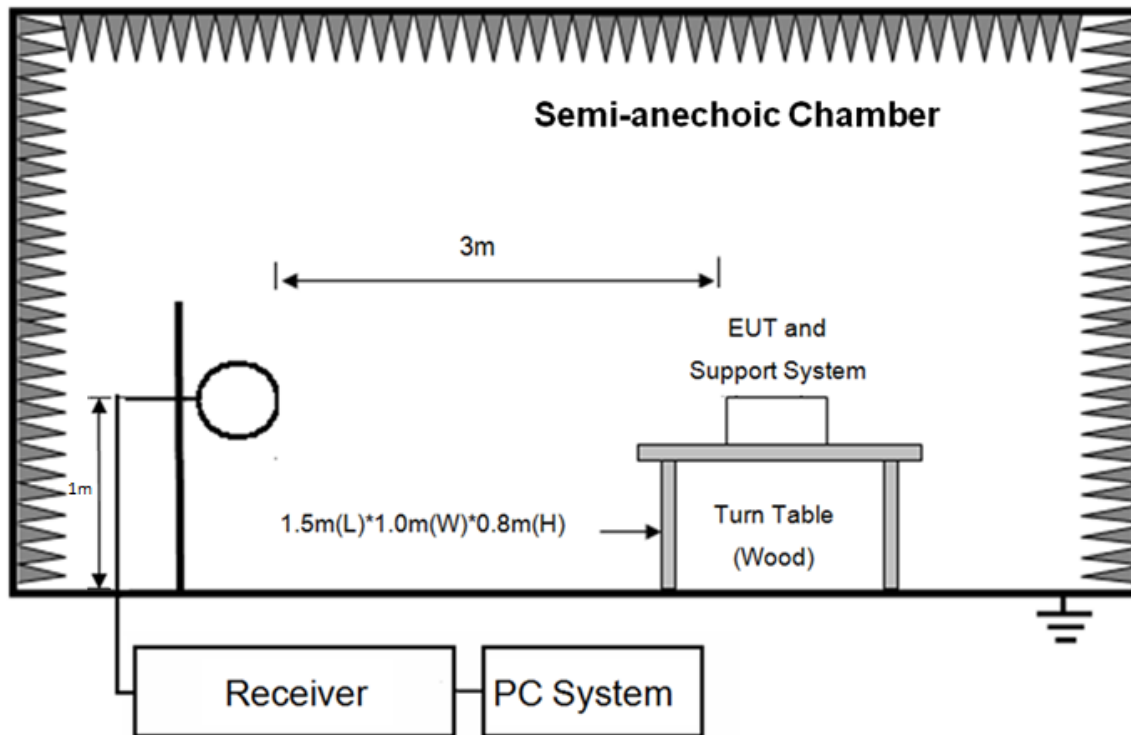 Semi-anechoic Chamber
3m
EUT and
Support System
1m
1.5m(L)*1.0m(W)*0.8m(H)
Turn Table
(Wood)
Receiver
PC System